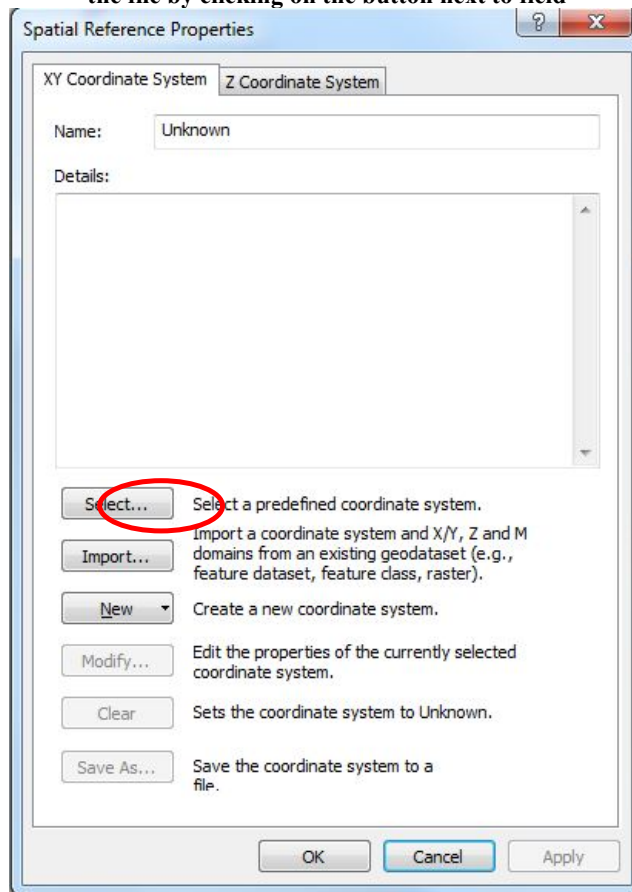 the file by clicking on the button next to field
Spatial Reference Properties
XY Coordinate System
Z Coordinate System
Name:
Unknown
Details:
Select...
Select a predefined coordinate system.
Import...
Import a coordinate system and X/Y, Z and M
domains from an existing geodataset (e.g.,
feature dataset, feature class, raster).
New
Create a new coordinate system.
Modify...
Edit the properties of the currently selected
coordinate system.
Clear
Sets the coordinate system to Unknown.
Save As...
Save the coordinate system to a
file.
OK
Cancel
Apply